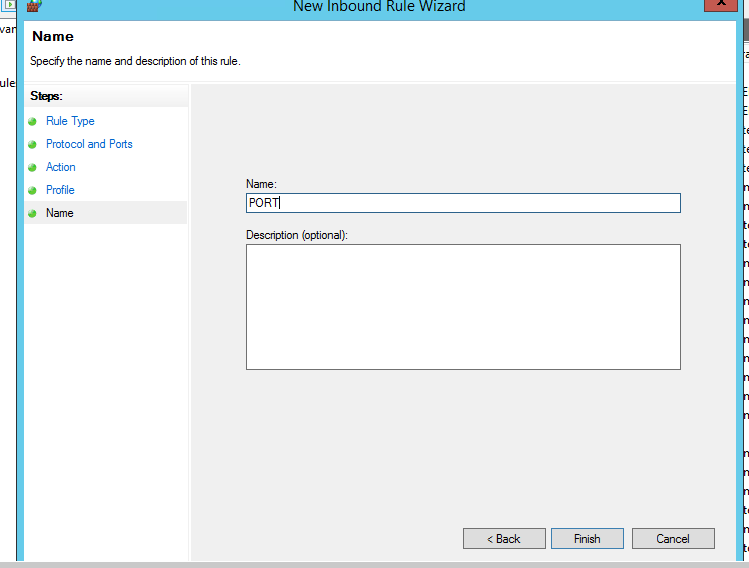 New Inbound Rule Wizard
x
Name
Specify the name and description of this rule.
Steps:
Rule Type
Protocol and Ports
Action
Profile
Name
Name:
PORT
Description (optional):
< Back
Finish
Cancel